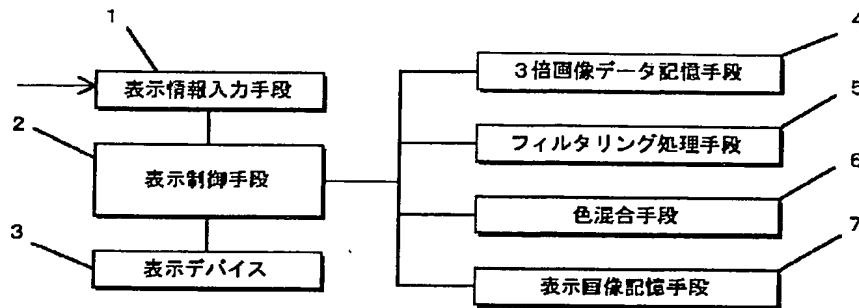 1
表示情報入力手段
2
表示制御手段
3
表示デバイス
4
3倍画像データ記憶手段
5
フィルタリング処理手段
6
色混合手段
7
表示画像記憶手段